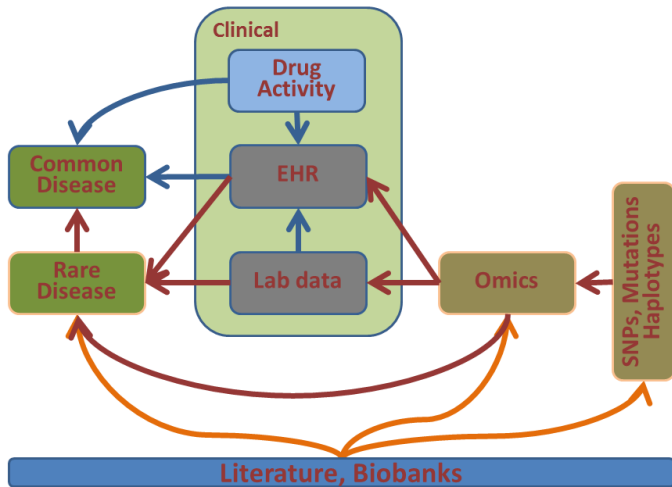 Clinical
Drug
Activity
Common
Disease
EHR
Rare
Disease
Lab data
Omics
SNPs, Mutations
Haplotypes
Literature, Biobanks